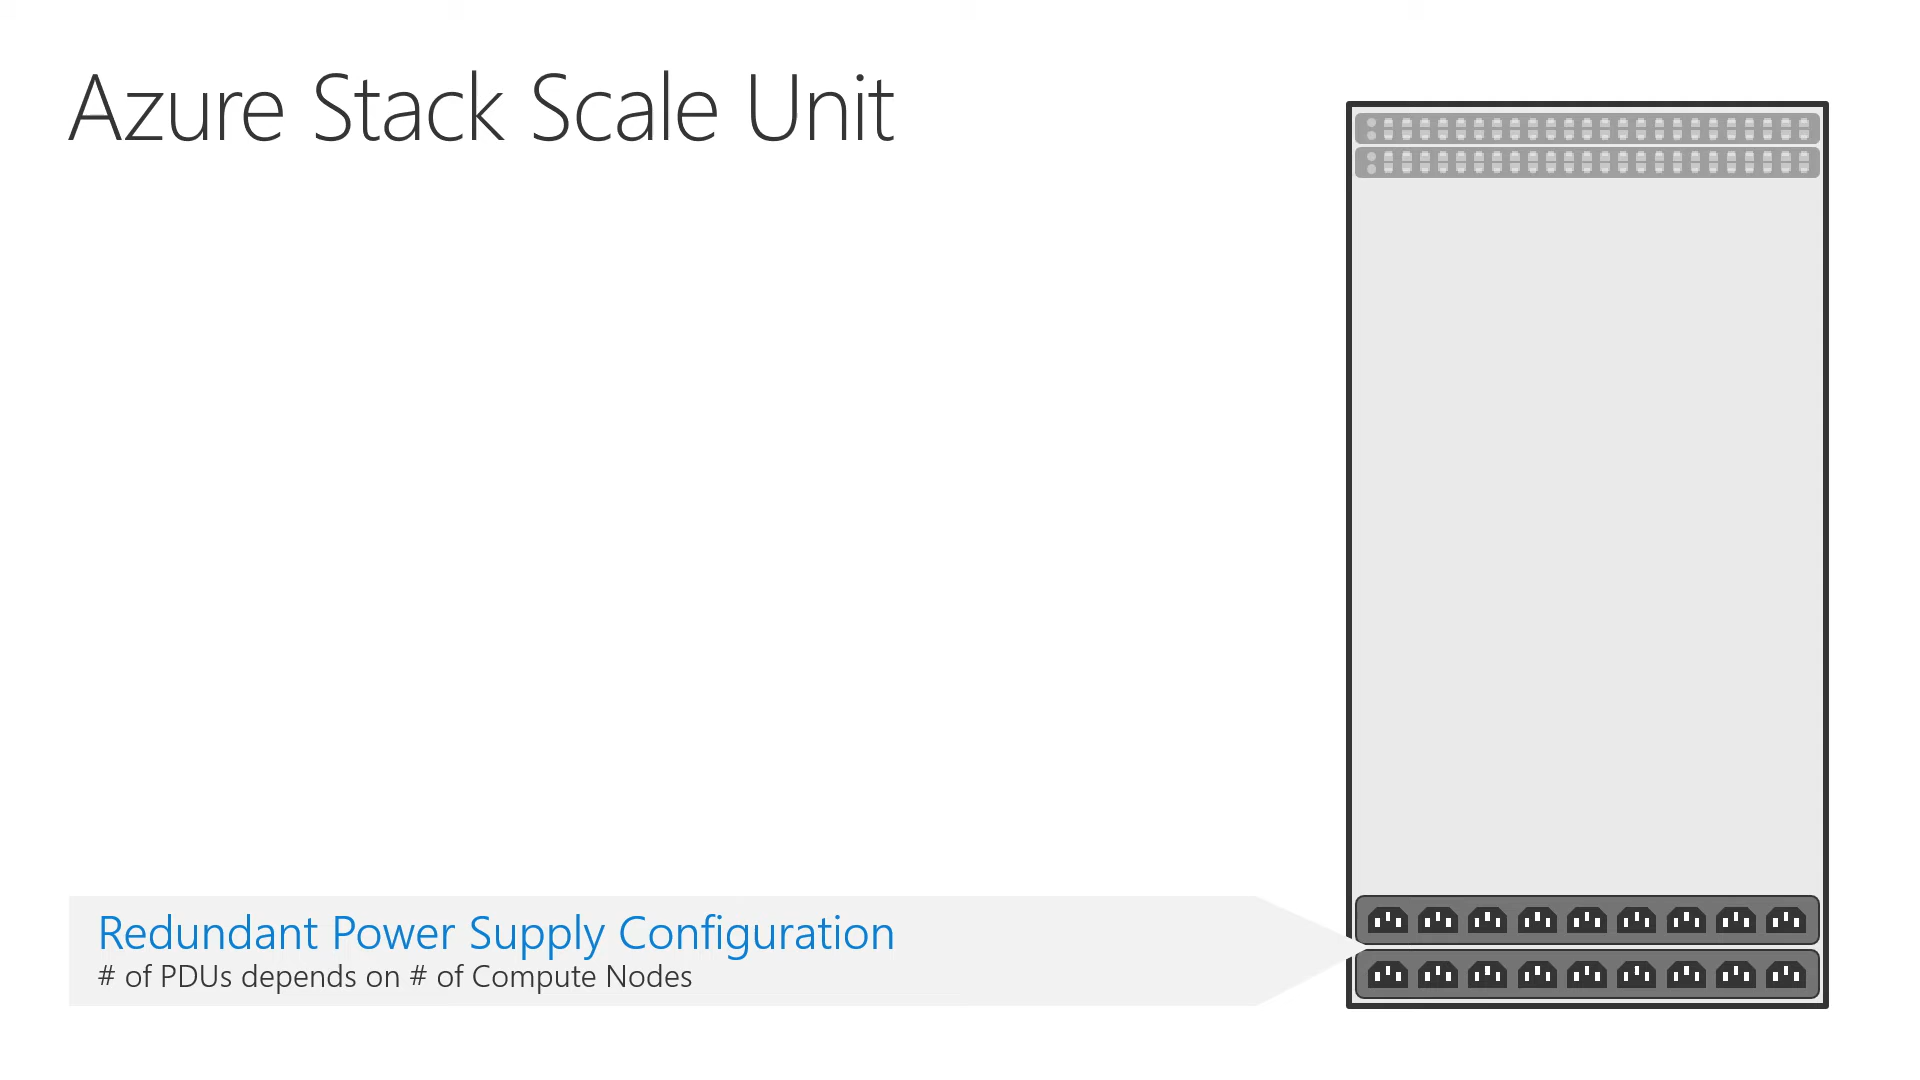 Azure Stack Scale Unit
Redundant Power Supply Configuration
# of PDUs depends on # of Compute Nodes